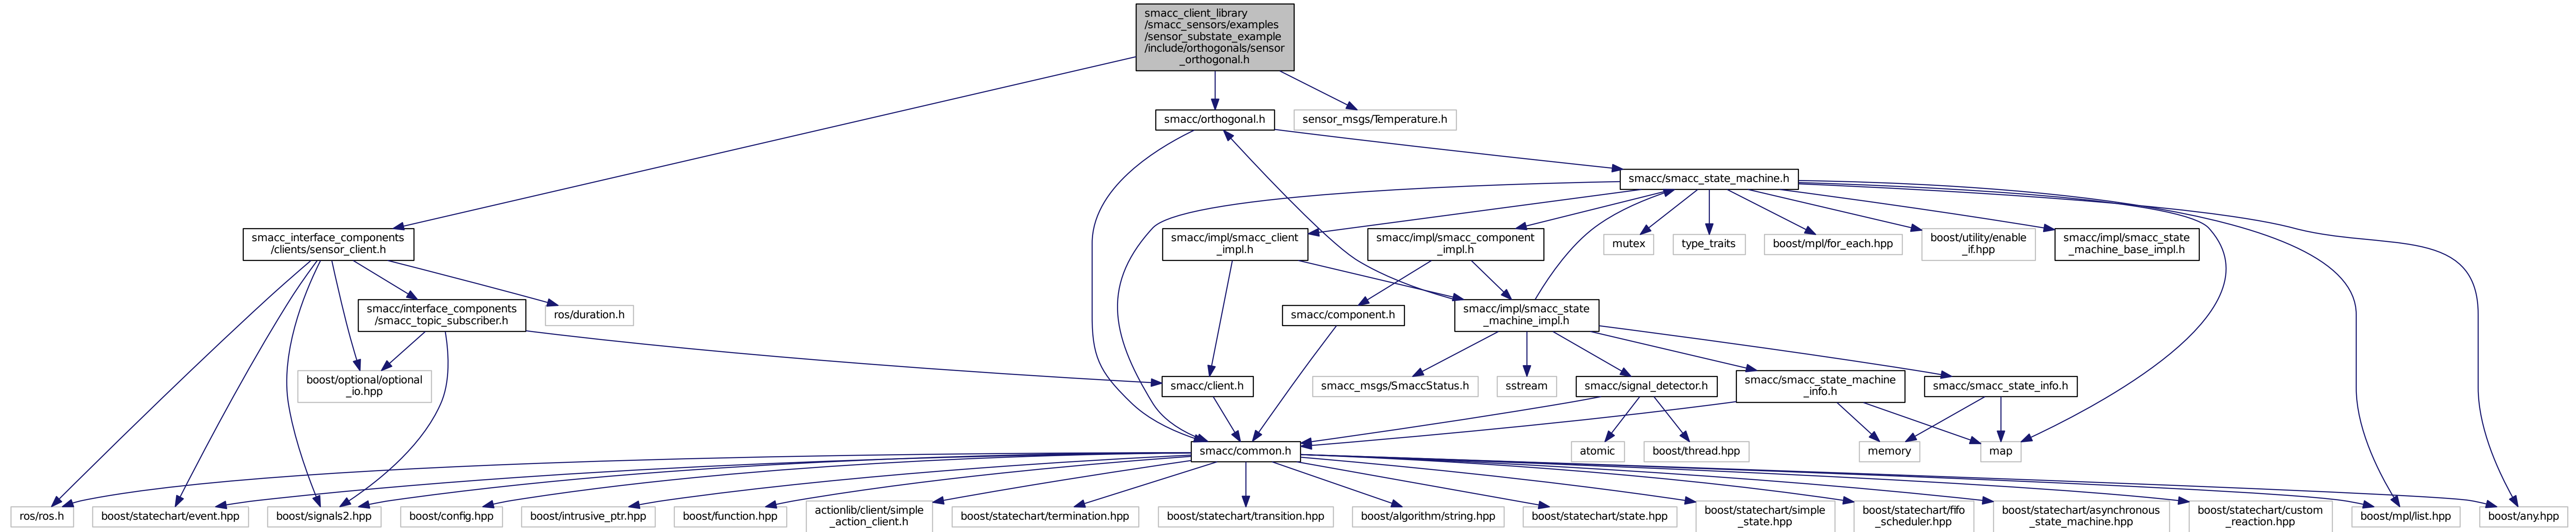 smacc_client_library
/smacc_sensors/examples
/sensor_substate_example
/include/orthogonals/sensor
_orthogonal.h
smacc/orthogonal.h
sensor_msgs/Temperature.h
smacc/smacc_state_machine.h
smacc_interface_components
/clients/sensor_client.h
smacc/impl/smacc_client
_impl.h
smacc/impl/smacc_component
_impl.h
mutex
type_traits
boost/mpl/for_each.hpp
boost/utility/enable
_if.hpp
smacc/impl/smacc_state
_machine_base_impl.h
smacc/interface_components
/smacc_topic_subscriber.h
ros/duration.h
smacc/component.h
smacc/impl/smacc_state
_machine_impl.h
boost/optional/optional
_io.hpp
smacc/client.h
smacc_msgs/SmaccStatus.h
sstream
smacc/signal_detector.h
smacc/smacc_state_machine
_info.h
smacc/smacc_state_info.h
smacc/common.h
atomic
boost/thread.hpp
memory
map
ros/ros.h
boost/statechart/event.hpp
boost/signals2.hpp
boost/config.hpp
boost/intrusive_ptr.hpp
boost/function.hpp
actionlib/client/simple
_action_client.h
boost/statechart/termination.hpp
boost/statechart/transition.hpp
boost/algorithm/string.hpp
boost/statechart/state.hpp
boost/statechart/simple
_state.hpp
boost/statechart/fifo
_scheduler.hpp
boost/statechart/asynchronous
_state_machine.hpp
boost/statechart/custom
_reaction.hpp
boost/mpl/list.hpp
boost/any.hpp